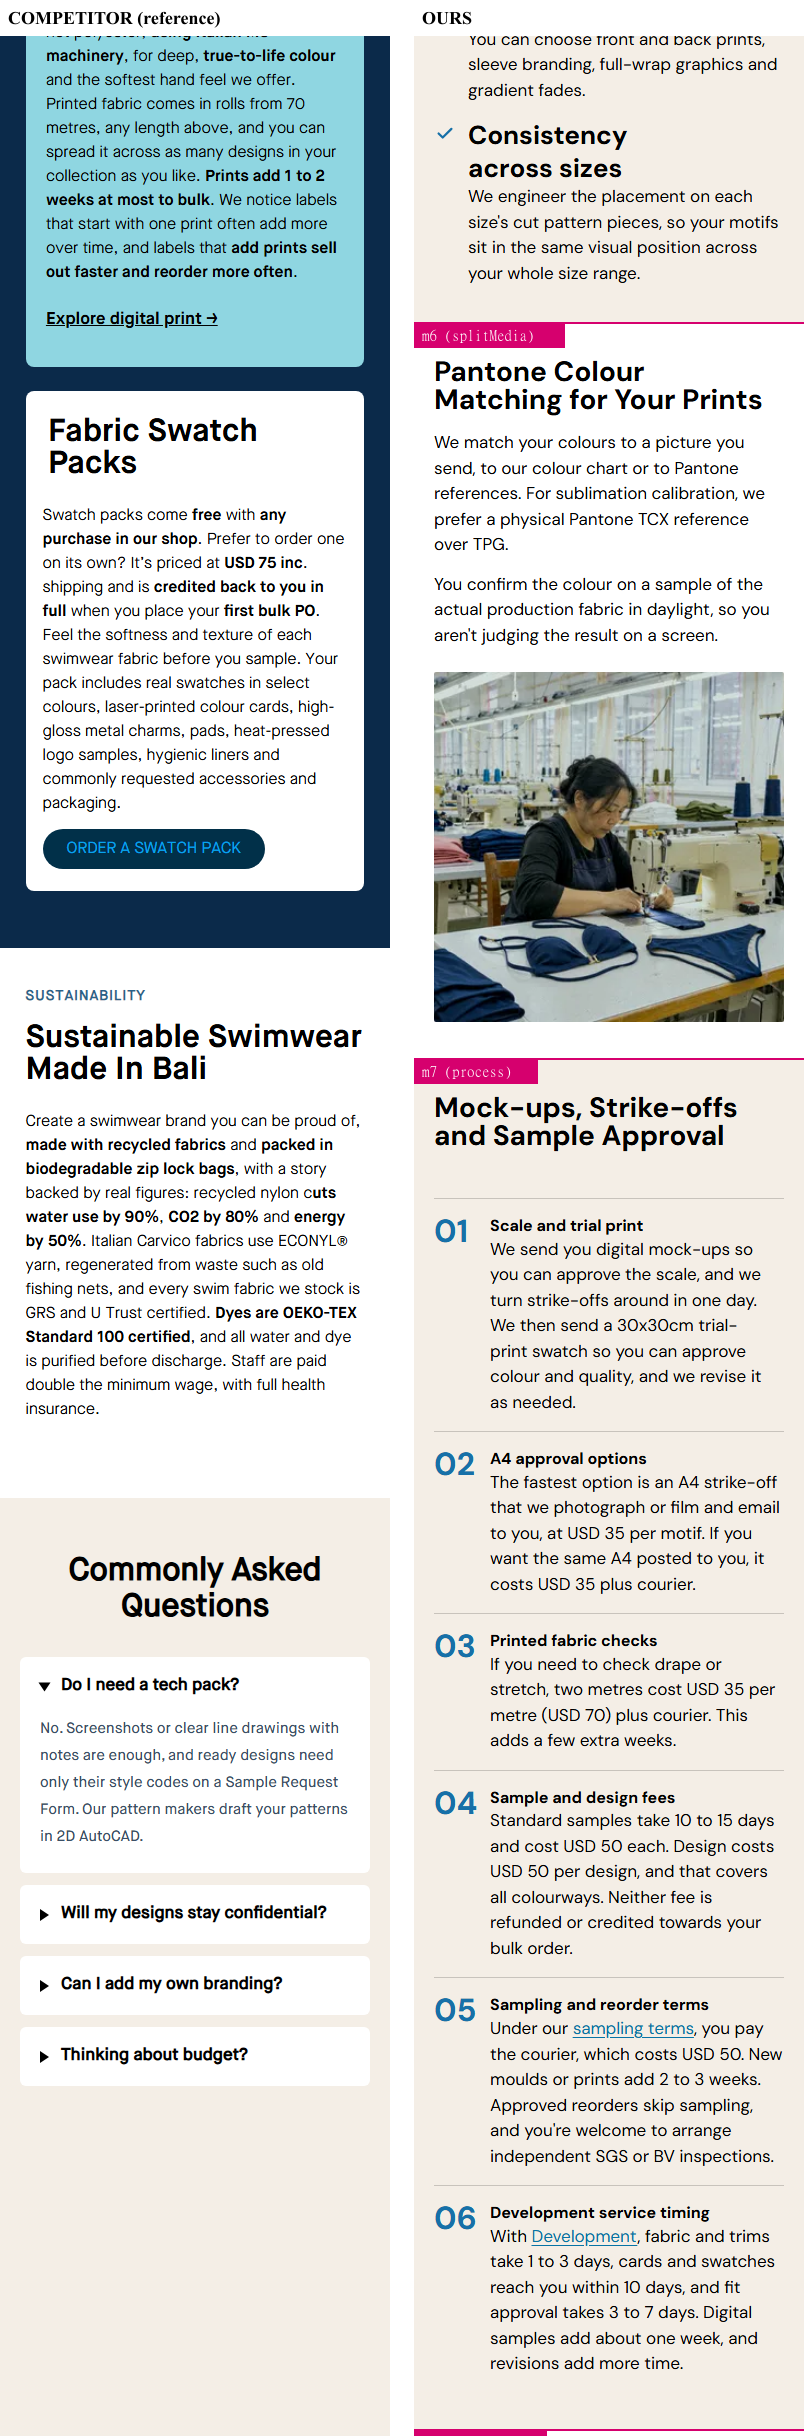 COMPETITOR (reference)
machinery, for deep, true-to-life colour
and the softest hand feel we offer.
Printed fabric comes in rolls from 70
metres, any length above, and you can
spread it across as many designs in your
collection as you like. Prints add 1 to 2
weeks at most to bulk. We notice labels
that start with one print often add more
over time, and labels that add prints sell
out faster and reorder more often.
Explore digital print →
Fabric Swatch
Packs
Swatch packs come free with any
purchase in our shop. Prefer to order one
on its own? It's priced at USD 75 inc.
shipping and is credited back to you in
full when you place your first bulk PO.
Feel the softness and texture of each
swimwear fabric before you sample. Your
pack includes real swatches in select
colours, laser-printed colour cards, high-
gloss metal charms, pads, heat-pressed
logo samples, hygienic liners and
commonly requested accessories and
packaging.
ORDER A SWATCH PACK
SUSTAINABILITY
Sustainable Swimwear
Made In Bali
Create a swimwear brand you can be proud of,
made with recycled fabrics and packed in
biodegradable zip lock bags, with a story
backed by real figures: recycled nylon cuts
water use by 90%, CO2 by 80% and energy
by 50%. Italian Carvico fabrics use ECONYL®
yarn, regenerated from waste such as old
fishing nets, and every swim fabric we stock is
GRS and U Trust certified. Dyes are OEKO-TEX
Standard 100 certified, and all water and dye
is purified before discharge. Staff are paid
double the minimum wage, with full health
insurance.
Commonly Asked
Questions
▼ Do I need a tech pack?
No. Screenshots or clear line drawings with
notes are enough, and ready designs need
only their style codes on a Sample Request
Form. Our pattern makers draft your patterns
in 2D AutoCAD.
▶ Will my designs stay confidential?
▶ Can I add my own branding?
▶ Thinking about budget?
OURS
You can choose front and back prints,
sleeve branding, full-wrap graphics and
gradient fades.
Consistency
across sizes
We engineer the placement on each
size's cut pattern pieces, so your motifs
sit in the same visual position across
your whole size range.
m6 (splitMedia)
Pantone Colour
Matching for Your Prints
We match your colours to a picture you
send, to our colour chart or to Pantone
references. For sublimation calibration, we
prefer a physical Pantone TCX reference
over TPG.
You confirm the colour on a sample of the
actual production fabric in daylight, so you
aren't judging the result on a screen.
m7 (process)
Mock-ups, Strike-offs
and Sample Approval
01 Scale and trial print
We send you digital mock-ups so
you can approve the scale, and we
turn strike-offs around in one day.
We then send a 30x30cm trial-
print swatch so you can approve
colour and quality, and we revise it
as needed.
02 A4 approval options
The fastest option is an A4 strike-off
that we photograph or film and email
to you, at USD 35 per motif. If you
want the same A4 posted to you, it
costs USD 35 plus courier.
03 Printed fabric checks
If you need to check drape or
stretch, two metres cost USD 35 per
metre (USD 70) plus courier. This
adds a few extra weeks.
04 Sample and design fees
Standard samples take 10 to 15 days
and cost USD 50 each. Design costs
USD 50 per design, and that covers
all colourways. Neither fee is
refunded or credited towards your
bulk order.
05 Sampling and reorder terms
Under our sampling terms, you pay
the courier, which costs USD 50. New
moulds or prints add 2 to 3 weeks.
Approved reorders skip sampling,
and you're welcome to arrange
independent SGS or BV inspections.
06 Development service timing
With Development, fabric and trims
take 1 to 3 days, cards and swatches
reach you within 10 days, and fit
approval takes 3 to 7 days. Digital
samples add about one week, and
revisions add more time.